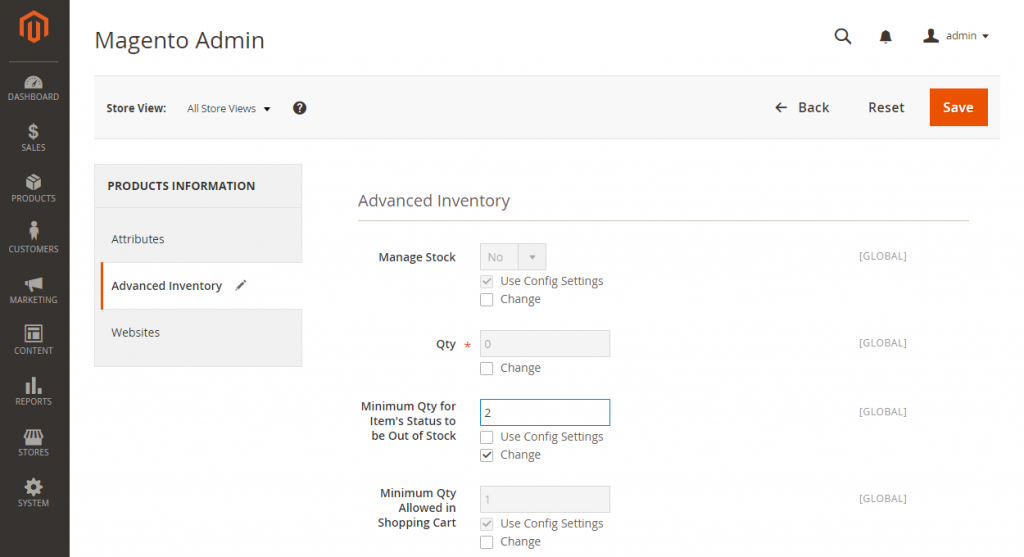 Magento Admin
admin
DASHBOARD
SALES
PRODUCTS
CUSTOMERS
MARKETING
CONTENT
REPORTS
STORES
SYSTEM
Store View: All Store Views ?
Back Reset Save
PRODUCTS INFORMATION
Attributes
Advanced Inventory
Websites
Advanced Inventory
Manage Stock No [GLOBAL]
Use Config Settings
Change
Qty * 0 [GLOBAL]
Change
Minimum Qty for
Item's Status to
be Out of Stock
2 [GLOBAL]
Use Config Settings
Change
Minimum Qty
Allowed in
Shopping Cart
1 [GLOBAL]
Use Config Settings
Change